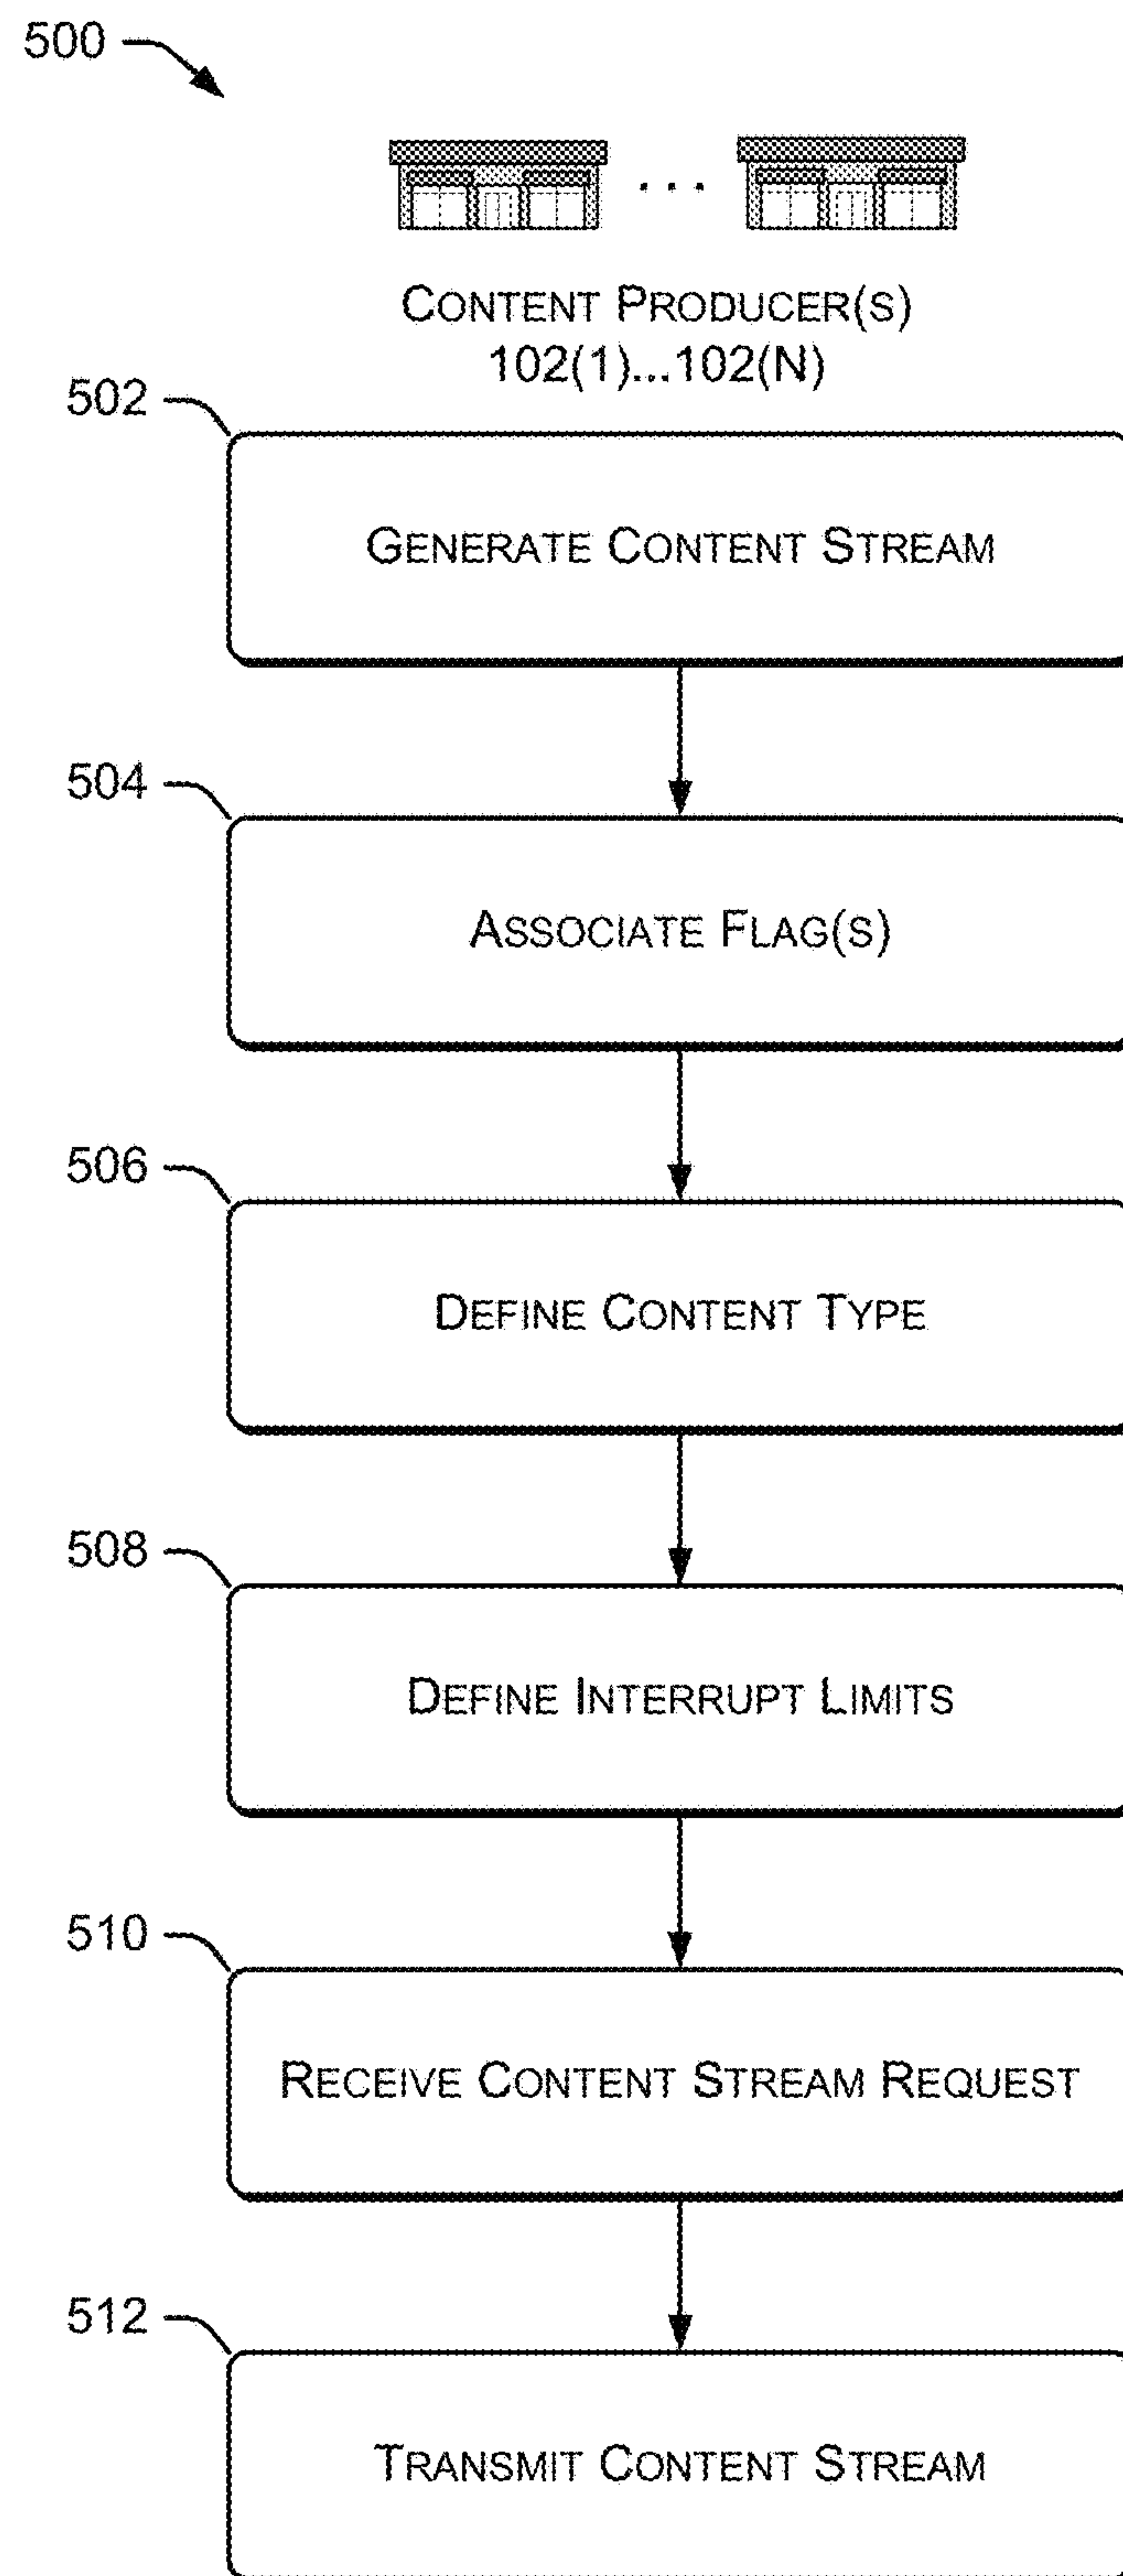 500
CONTENT PRODUCER(S)
102(1)...102(N)
502
GENERATE CONTENT STREAM
504
ASSOCIATE FLAG(S)
506
DEFINE CONTENT TYPE
508
DEFINE INTERRUPT LIMITS
510
RECEIVE CONTENT STREAM REQUEST
512
TRANSMIT CONTENT STREAM